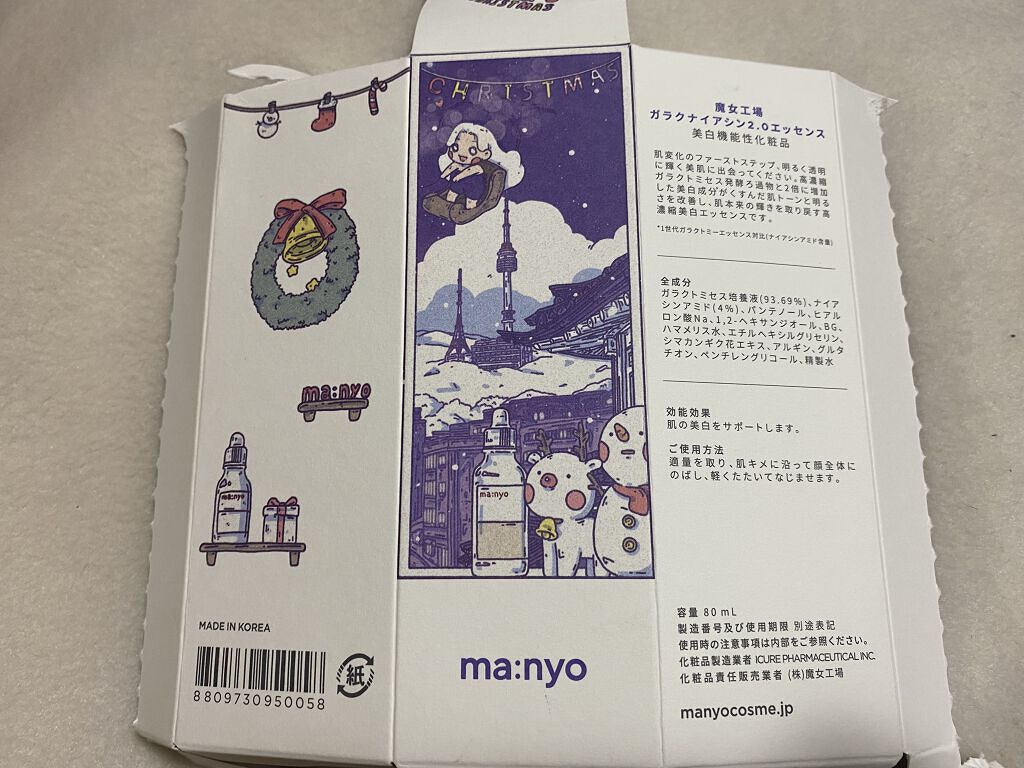 CHRISTMAS
CHRISTMAS
ma:nyo
ma:nyo
MADE IN KOREA
8809730950058
紙
ma:nyo
ma:nyo
魔女工場
ガラクナイアシン2.0エッセンス
美白機能性化粧品
肌変化のファーストステップ、明るく透明
に輝く美肌に出会ってください。高濃縮
ガラクトミセス発酵ろ過物と2倍に増加
した美白成分がくすんだ肌トーンと明る
さを改善し、肌本来の輝きを取り戻す高
濃縮美白エッセンスです。
*1世代ガラクトミーエッセンス対比(ナイアシンアミド含量)
全成分
ガラクトミセス培養液(93.69%)、ナイア
シンアミド(4%)、パンテノール、ヒアル
ロン酸Na、1,2-ヘキサンジオール、BG、
ハマメリス水、エチルヘキシルグリセリン、
シマカンギク花エキス、アルギン、グルタ
チオン、ペンチレングリコール、精製水
効能効果
肌の美白をサポートします。
ご使用方法
適量を取り、肌キメに沿って顔全体に
のばし、軽くたたいてなじませます。
容量 80 mL
製造番号及び使用期限 別途表記
使用時の注意事項は内部をご参照ください。
化粧品製造業者 ICURE PHARMACEUTICAL INC.
化粧品責任販売業者 (株)魔女工場
manyocosme.jp